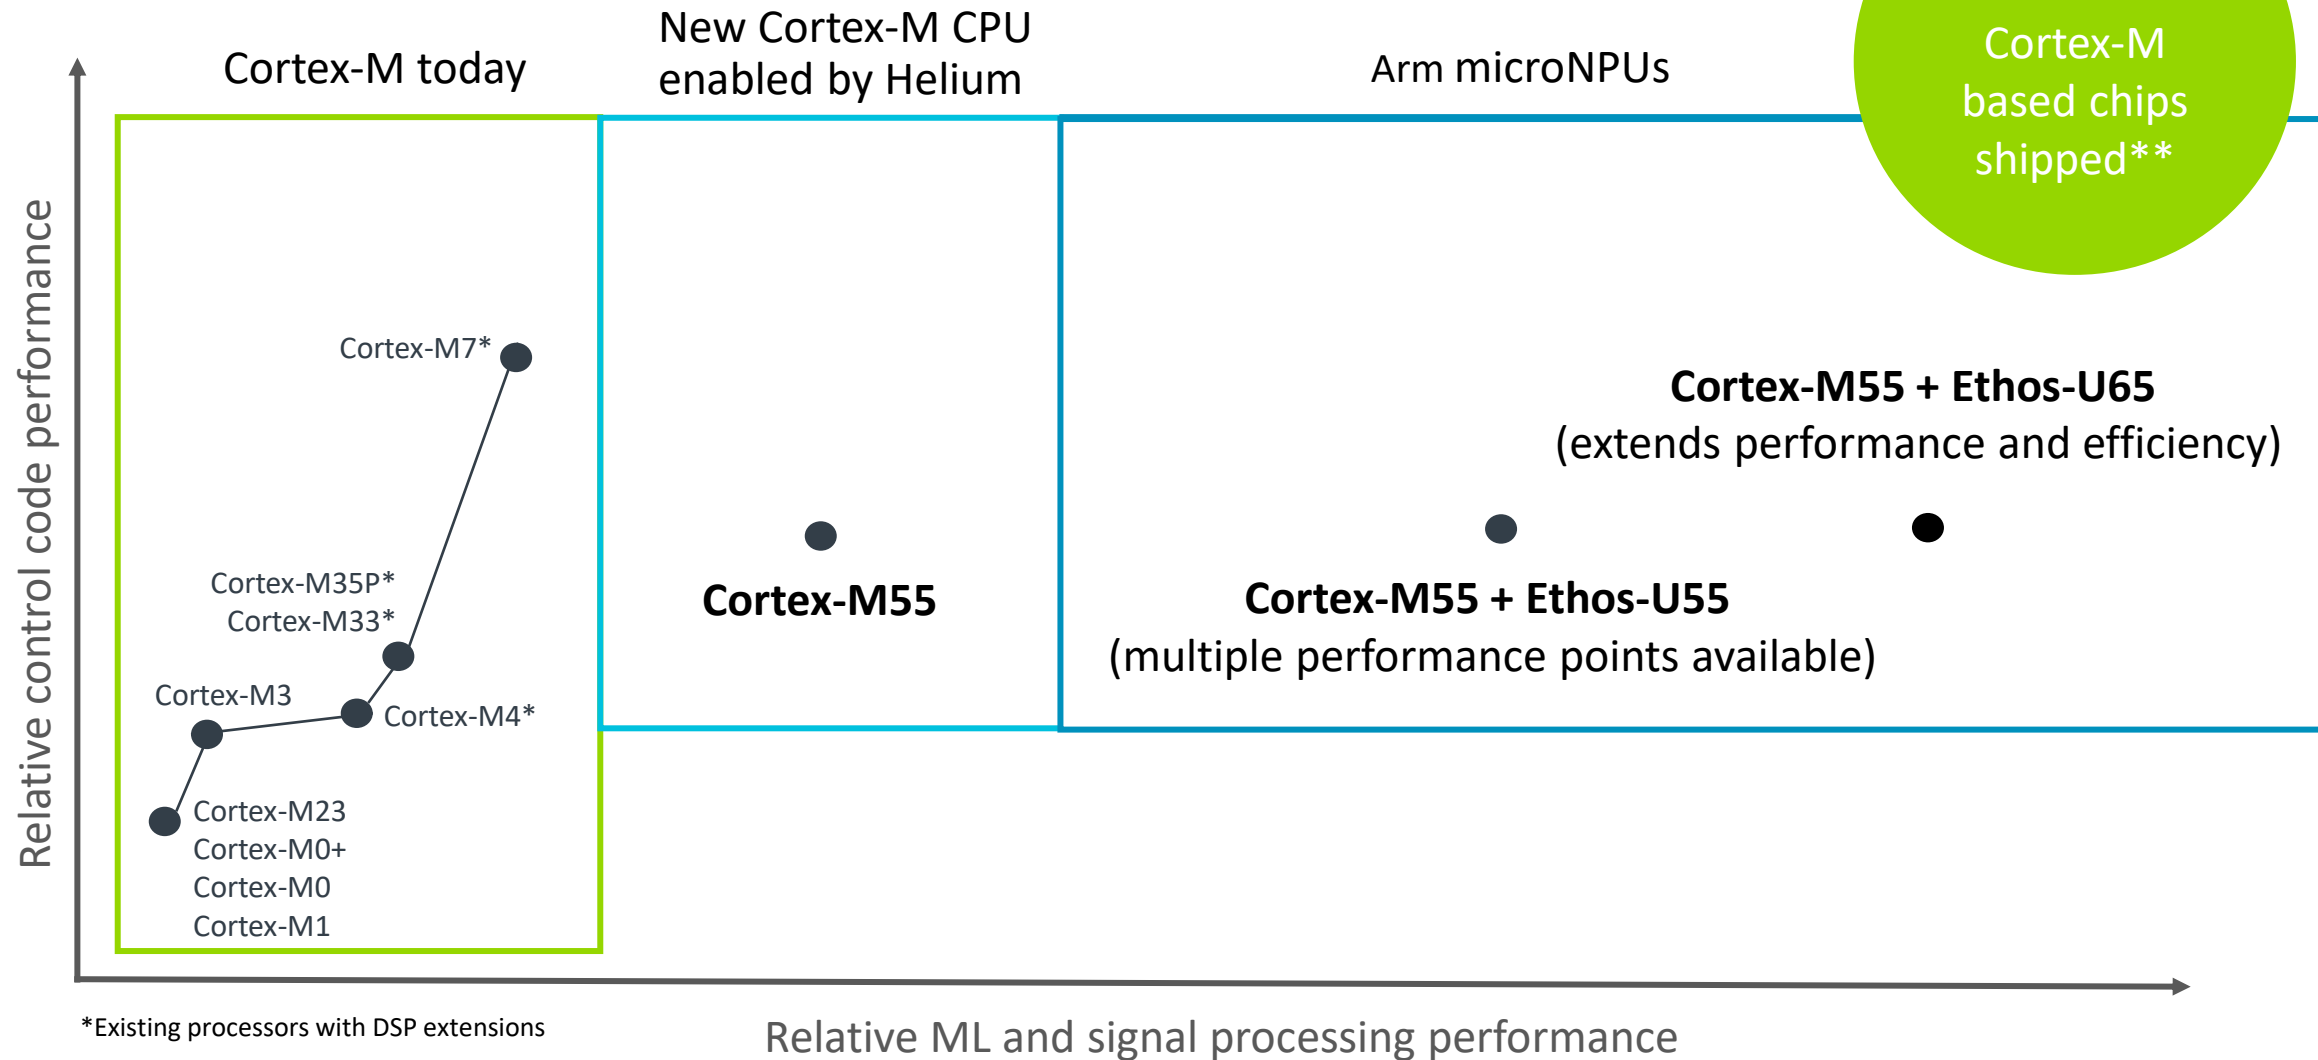 Cortex-M today
New Cortex-M CPU
enabled by Helium
Arm microNPUs
Cortex-M
based chips
shipped**
Relative control code performance
Cortex-M7*
Cortex-M35P*
Cortex-M33*
Cortex-M3
Cortex-M4*
Cortex-M23
Cortex-M0+
Cortex-M0
Cortex-M1
Cortex-M55
Cortex-M55 + Ethos-U65
(extends performance and efficiency)
Cortex-M55 + Ethos-U55
(multiple performance points available)
*Existing processors with DSP extensions
Relative ML and signal processing performance